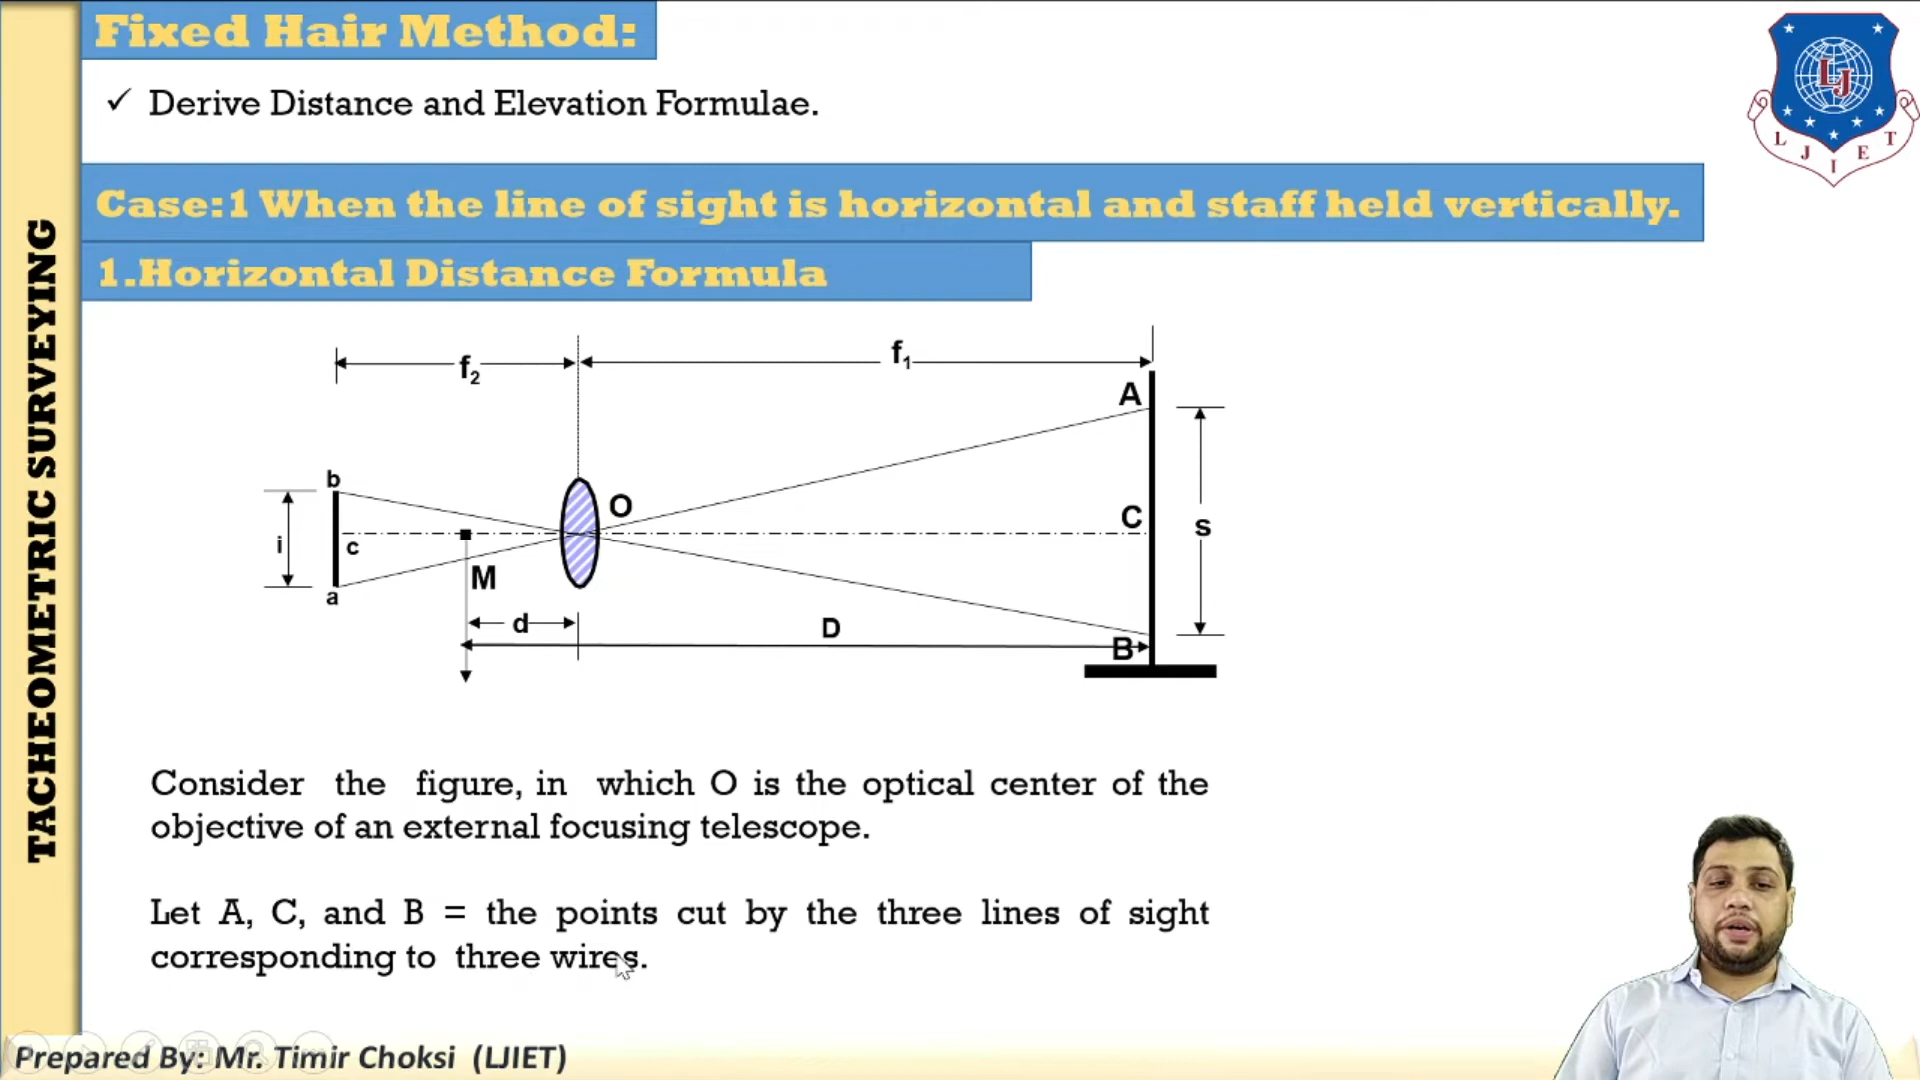 Fixed Hair Method:
✓ Derive Distance and Elevation Formulae.
L J
L J I E T
Case:1 When the line of sight is horizontal and staff held vertically.
1.Horizontal Distance Formula
TACHEOMETRIC SURVEYING
f₂
f₁
A
b
O
i
c
C
s
M
a
d
D
B
Consider the figure, in which O is the optical center of the
objective of an external focusing telescope.
Let A, C, and B = the points cut by the three lines of sight
corresponding to three wires.
Prepared By: Mr. Timir Choksi (LJIET)